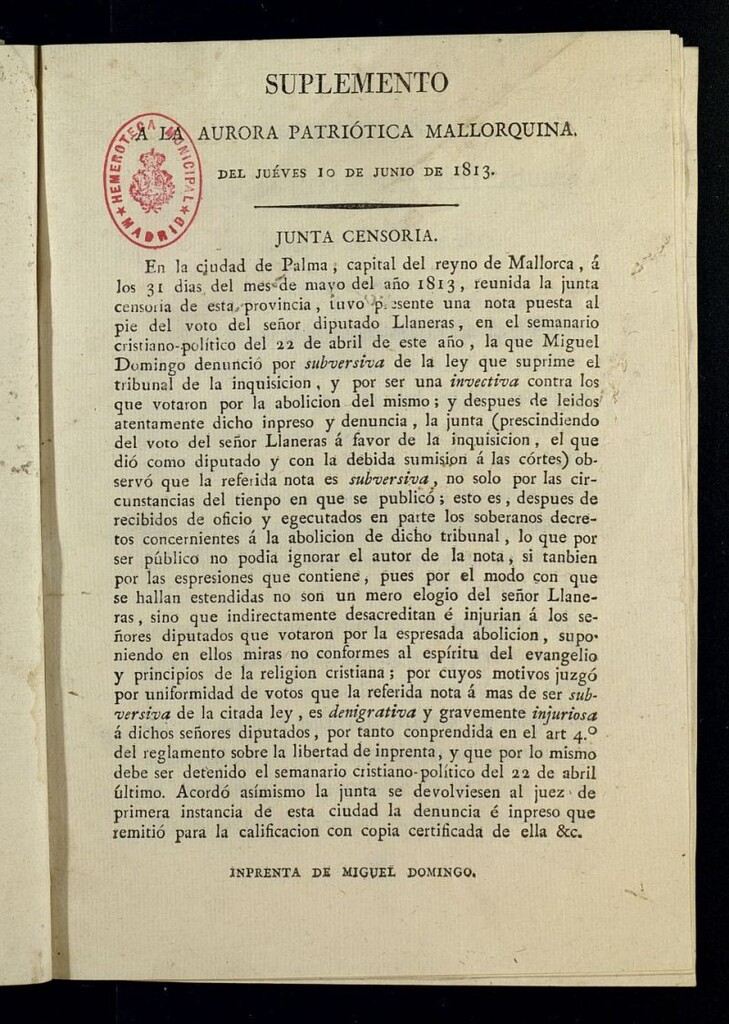 SUPLEMENTO
Á LA AURORA PATRIÓTICA MALLORQUINA.
DEL JUÉVES 10 DE JUNIO DE 1813.
HEMEROTECA MUNICIPAL
★ MADRID ★
JUNTA CENSORIA.
En la ciudad de Palma, capital del reyno de Mallorca, á
los 31 dias del mes de mayo del año 1813, reunida la junta
censoria de esta provincia, tuvo presente una nota puesta al
pie del voto del señor diputado Llaneras, en el semanario
cristiano-político del 22 de abril de este año, la que Miguel
Domingo denunció por subversiva de la ley que suprime el
tribunal de la inquisicion, y por ser una invectiva contra los
que votaron por la abolicion del mismo; y despues de leidos
atentamente dicho inpreso y denuncia, la junta (prescindiendo
del voto del señor Llaneras á favor de la inquisicion, el que
dió como diputado y con la debida sumision á las córtes) ob-
servó que la referida nota es subversiva, no solo por las cir-
cunstancias del tienpo en que se publicó; esto es, despues de
recibidos de oficio y egecutados en parte los soberanos decre-
tos concernientes á la abolicion de dicho tribunal, lo que por
ser público no podia ignorar el autor de la nota, si tanbien
por las espresiones que contiene, pues por el modo con que
se hallan estendidas no son un mero elogio del señor Llane-
ras, sino que indirectamente desacreditan é injurian á los se-
ñores diputados que votaron por la espresada abolicion, supo-
niendo en ellos miras no conformes al espíritu del evangelio
y principios de la religion cristiana; por cuyos motivos juzgó
por uniformidad de votos que la referida nota á mas de ser sub-
versiva de la citada ley, es denigrativa y gravemente injuriosa
á dichos señores diputados, por tanto conprendida en el art 4.º
del reglamento sobre la libertad de inprenta, y que por lo mismo
debe ser detenido el semanario cristiano-político del 22 de abril
último. Acordó asímismo la junta se devolviesen al juez de
primera instancia de esta ciudad la denuncia é inpreso que
remitió para la calificacion con copia certificada de ella &c.
INPRENTA DE MIGUEL DOMINGO.